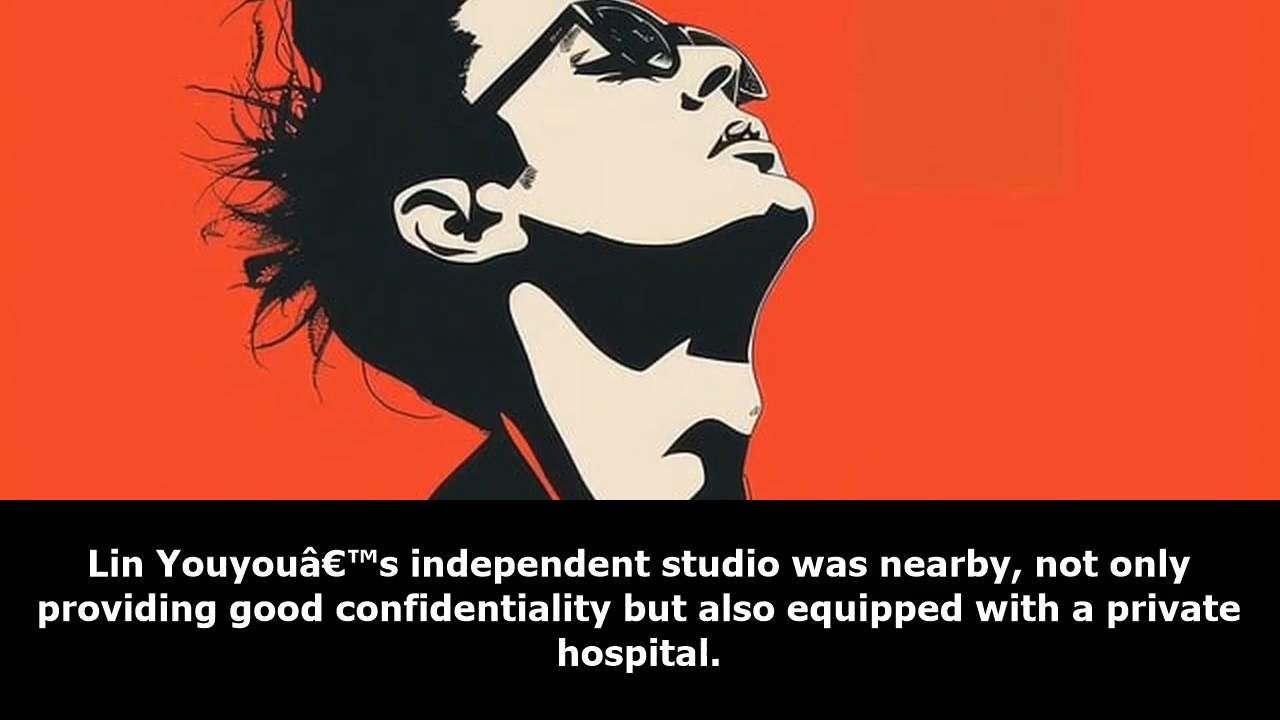 Lin Youyouâ€™s independent studio was nearby, not only
providing good confidentiality but also equipped with a private
hospital.